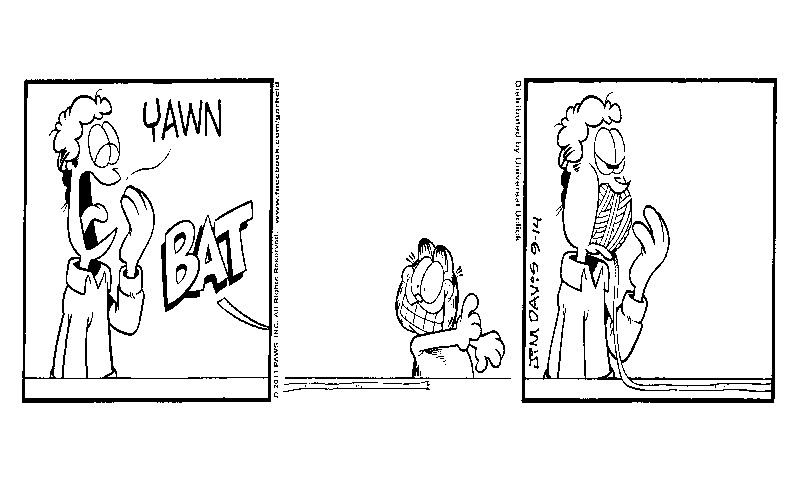 YAWN
BAT
© 2011 PAWS, INC. All Rights Reserved. www.facebook.com/garfield
Distributed by Universal Uclick
JIM DAVIS 9-14